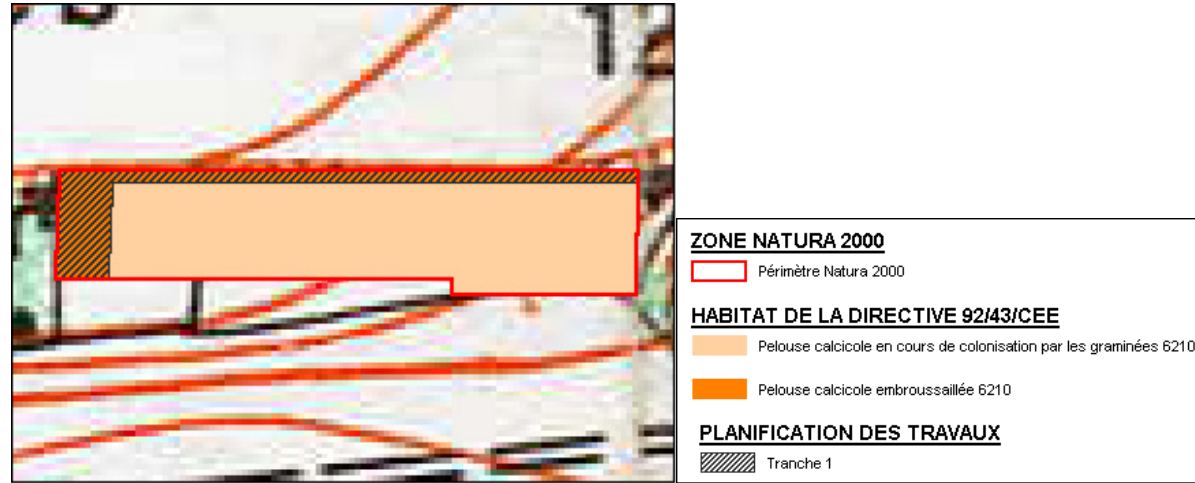 ZONE NATURA 2000
Périmètre Natura 2000
HABITAT DE LA DIRECTIVE 92/43/CEE
Pelouse calcicole en cours de colonisation par les graminées 6210
Pelouse calcicole embroussaillée 6210
PLANIFICATION DES TRAVAUX
Tranche 1